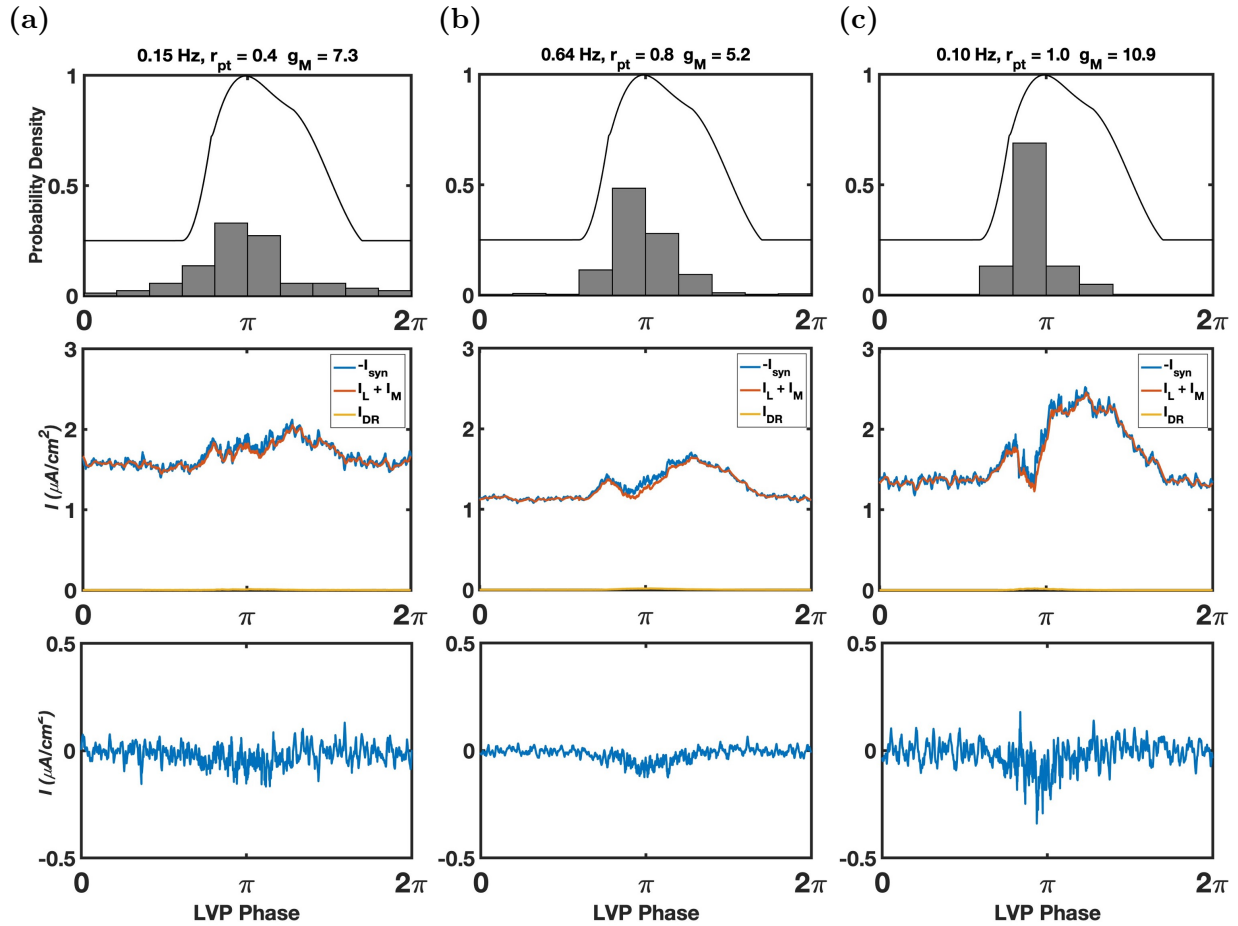 (a)
(b)
(c)
0.15 Hz, r_pt = 0.4 g_M = 7.3
0.64 Hz, r_pt = 0.8 g_M = 5.2
0.10 Hz, r_pt = 1.0 g_M = 10.9
Probability Density
1
0.5
0
0
π
2π
1
0.5
0
0
π
2π
1
0.5
0
0
π
2π
I (μA/cm²)
3
2
1
0
-I_syn
I_L + I_M
I_DR
0
π
2π
3
2
1
0
-I_syn
I_L + I_M
I_DR
0
π
2π
3
2
1
0
-I_syn
I_L + I_M
I_DR
0
π
2π
I (μA/cm²)
0.5
0
-0.5
0
π
2π
LVP Phase
0.5
0
-0.5
0
π
2π
LVP Phase
0.5
0
-0.5
0
π
2π
LVP Phase